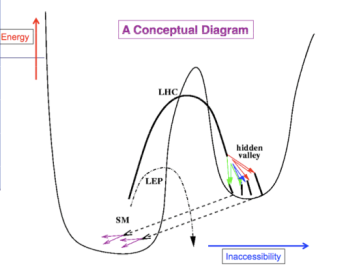 A Conceptual Diagram
Energy
LHC
hidden
valley
LEP
SM
Inaccessibility